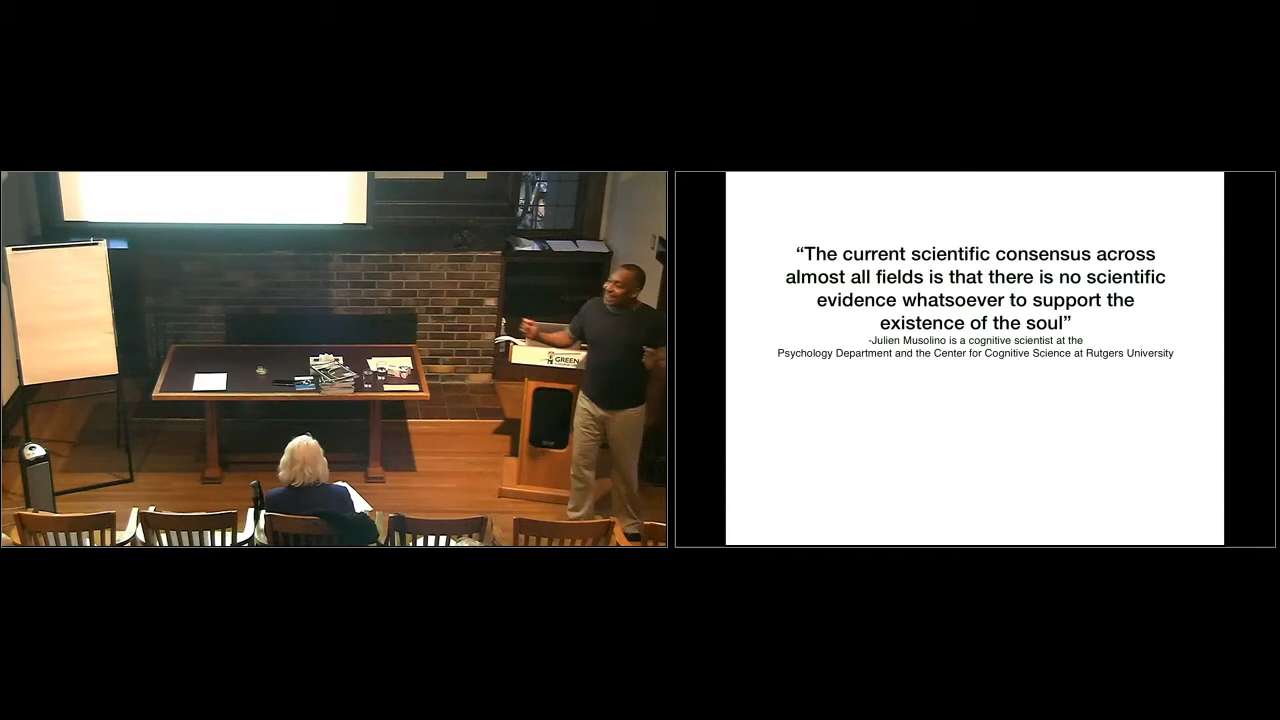 GREEN
“The current scientific consensus across
almost all fields is that there is no scientific
evidence whatsoever to support the
existence of the soul”
-Julien Musolino is a cognitive scientist at the
Psychology Department and the Center for Cognitive Science at Rutgers University